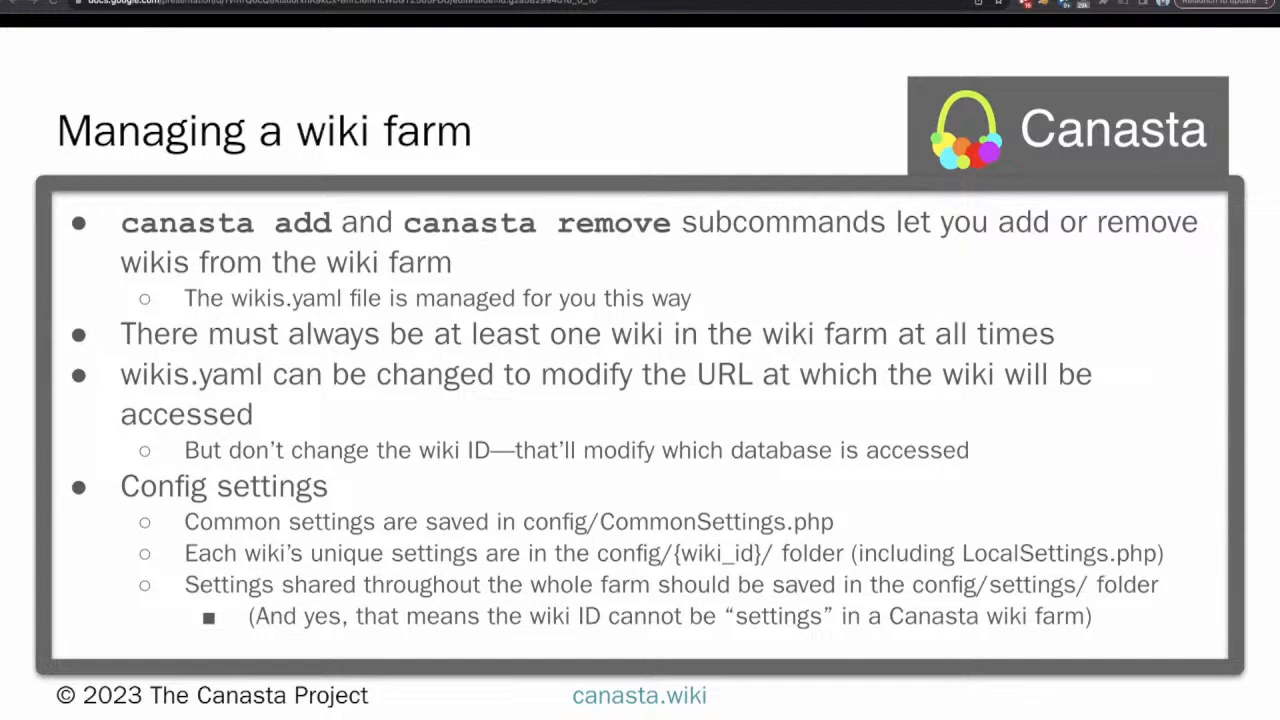 Managing a wiki farm
Canasta
● canasta add and canasta remove subcommands let you add or remove
wikis from the wiki farm
○ The wikis.yaml file is managed for you this way
● There must always be at least one wiki in the wiki farm at all times
● wikis.yaml can be changed to modify the URL at which the wiki will be
accessed
○ But don’t change the wiki ID—that’ll modify which database is accessed
● Config settings
○ Common settings are saved in config/CommonSettings.php
○ Each wiki’s unique settings are in the config/{wiki_id}/ folder (including LocalSettings.php)
○ Settings shared throughout the whole farm should be saved in the config/settings/ folder
■ (And yes, that means the wiki ID cannot be “settings” in a Canasta wiki farm)
© 2023 The Canasta Project
canasta.wiki